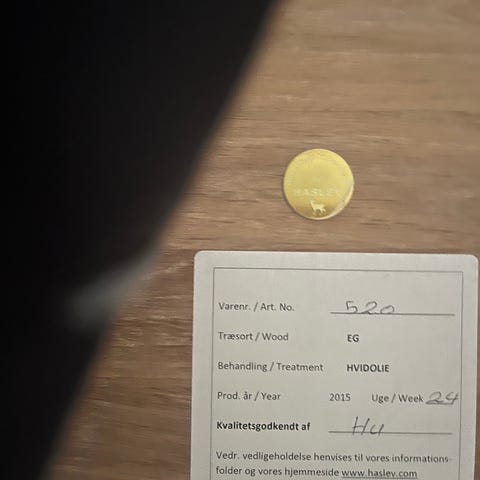 HASLEV
Varenr. / Art. No. 520
Træsort / Wood EG
Behandling / Treatment HVIDOLIE
Prod. år / Year 2015 Uge / Week 24
Kvalitetsgodkendt af
Vedr. vedligeholdelse henvises til vores informations-
folder og vores hjemmeside www.haslev.com